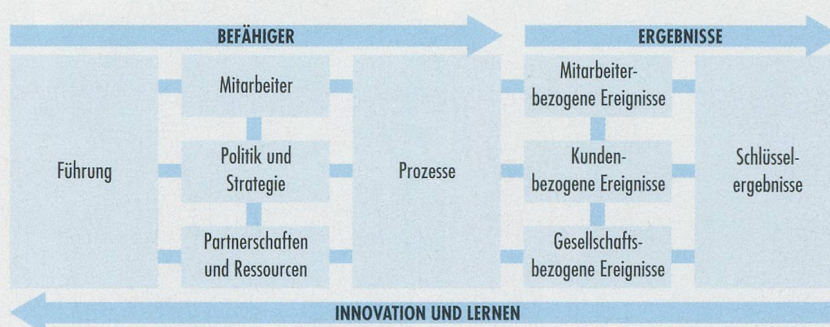 BEFÄHIGER
ERGEBNISSE
Führung
Mitarbeiter
Politik und
Strategie
Partnerschaften
und Ressourcen
Prozesse
Mitarbeiter-
bezogene Ereignisse
Kunden-
bezogene Ereignisse
Gesellschafts-
bezogene Ereignisse
Schlüssel-
ergebnisse
INNOVATION UND LERNEN